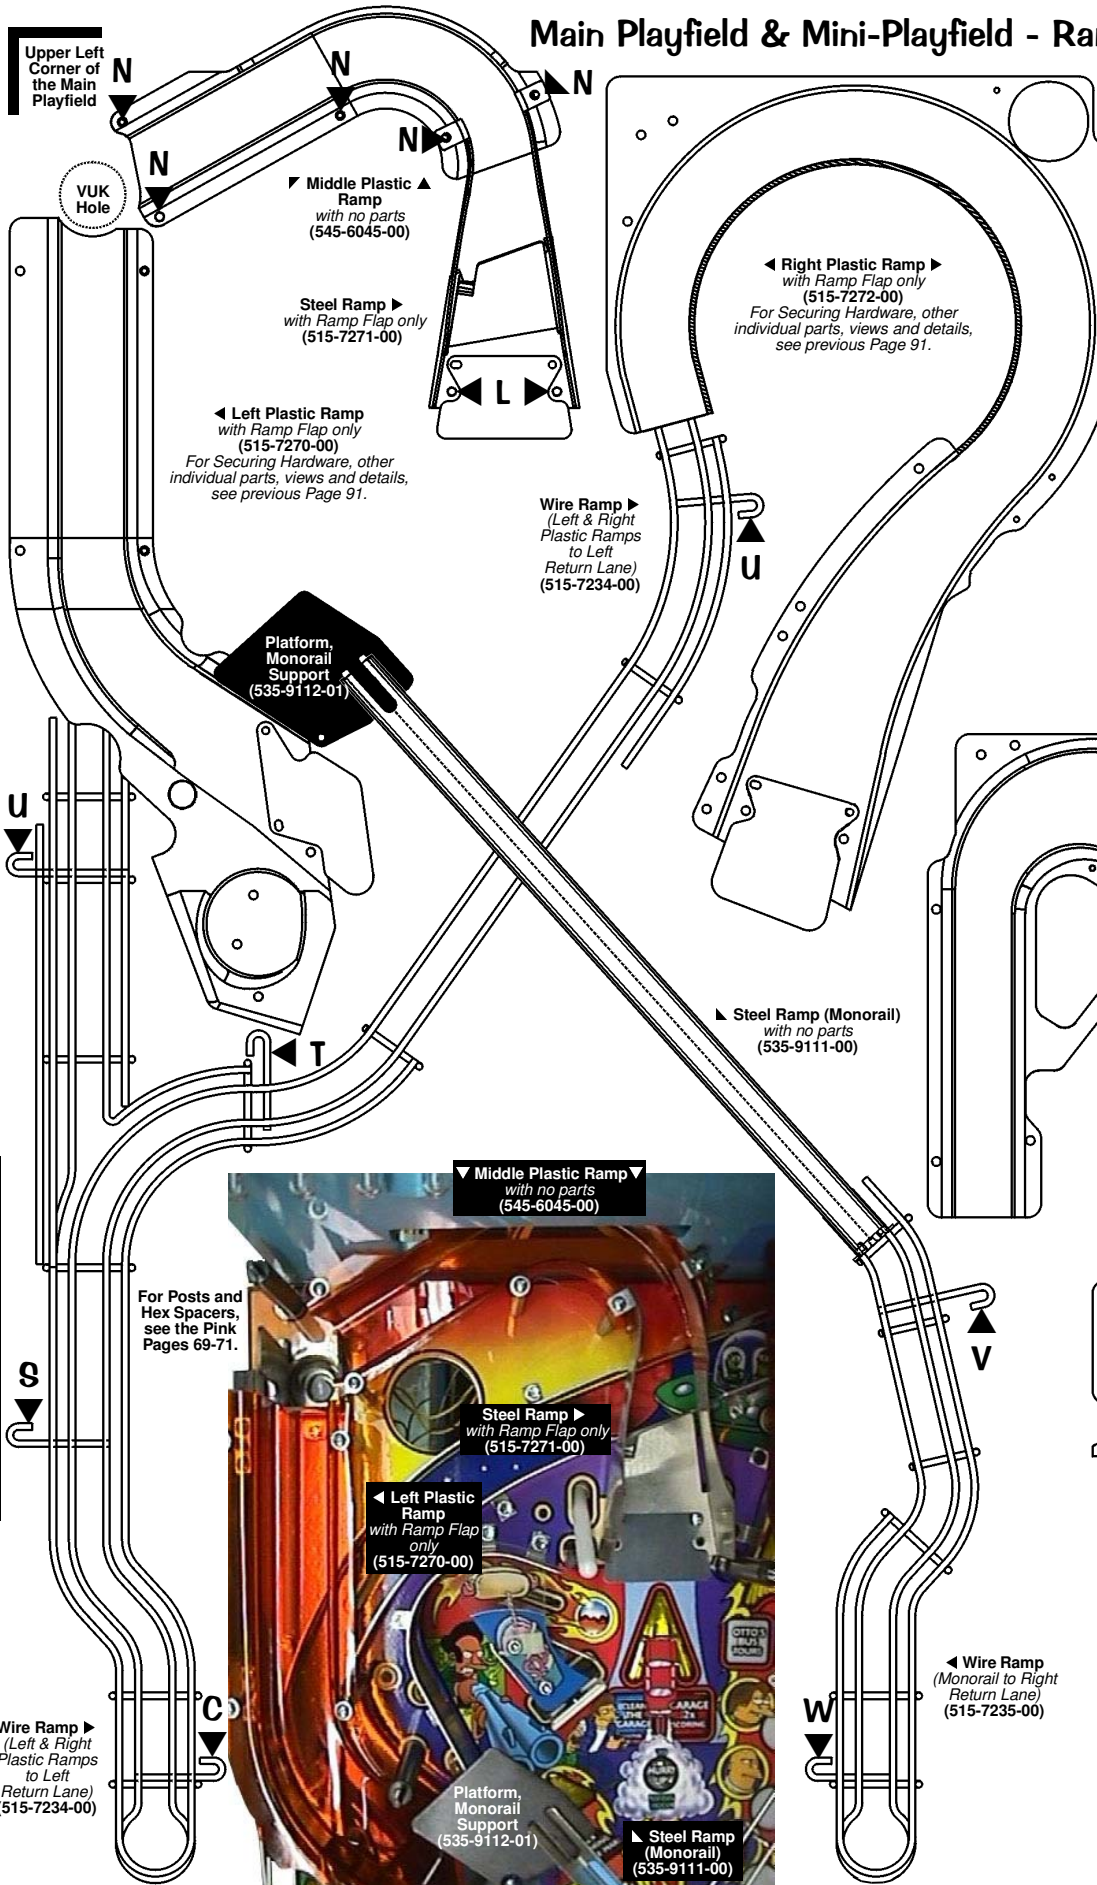 Main Playfield & Mini-Playfield - Ra
Upper Left
Corner of
the Main
Playfield
N
N
N
N
N
VUK
Hole
Middle Plastic
Ramp
with no parts
(545-6045-00)
Steel Ramp
with Ramp Flap only
(515-7271-00)
L
Right Plastic Ramp
with Ramp Flap only
(515-7272-00)
For Securing Hardware, other
individual parts, views and details,
see previous Page 91.
Left Plastic Ramp
with Ramp Flap only
(515-7270-00)
For Securing Hardware, other
individual parts, views and details,
see previous Page 91.
Wire Ramp
(Left & Right
Plastic Ramps
to Left
Return Lane)
(515-7234-00)
U
Platform,
Monorail
Support
(535-9112-01)
U
Steel Ramp (Monorail)
with no parts
(535-9111-00)
T
Middle Plastic Ramp
with no parts
(545-6045-00)
For Posts and
Hex Spacers,
see the Pink
Pages 69-71.
V
S
Steel Ramp
with Ramp Flap only
(515-7271-00)
Left Plastic
Ramp
with Ramp Flap
only
(515-7270-00)
OTTO'S
BUS
TOURS
CLEAN
THE
GARAGE
GARAGE
2X
SCORING
Wire Ramp
(Monorail to Right
Return Lane)
(515-7235-00)
W
C
Wire Ramp
(Left & Right
Plastic Ramps
to Left
Return Lane)
(515-7234-00)
Platform,
Monorail
Support
(535-9112-01)
Steel Ramp
(Monorail)
(535-9111-00)